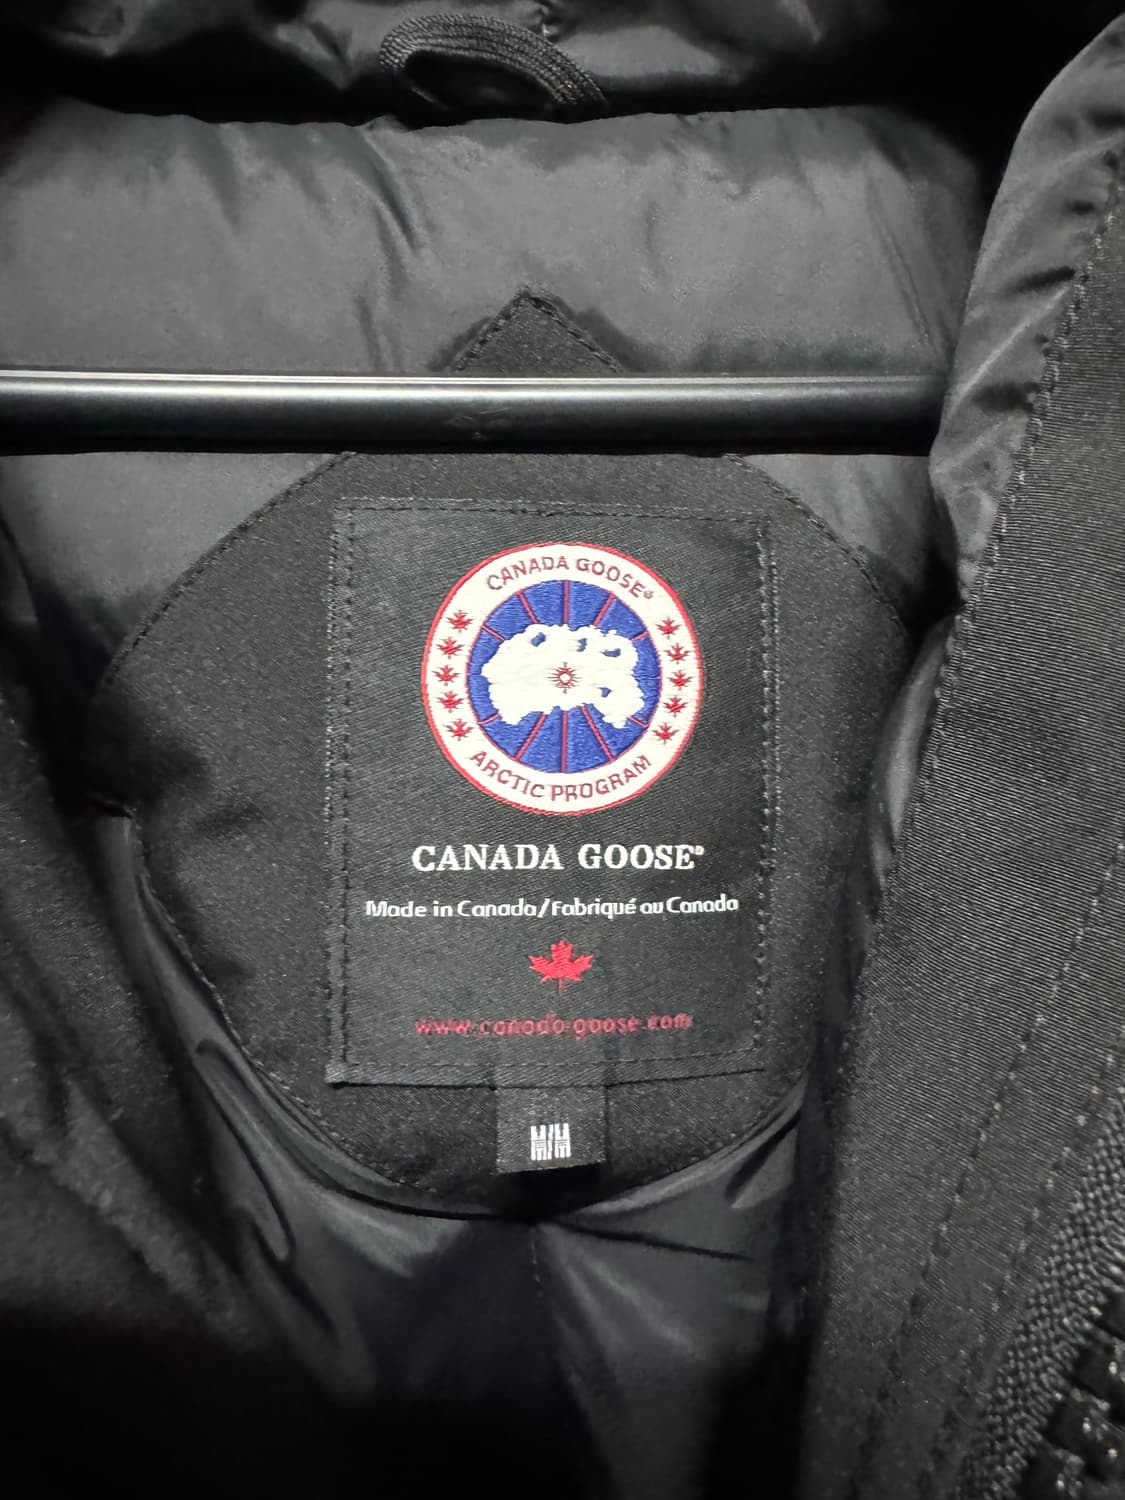 CANADA GOOSE®
ARCTIC PROGRAM
CANADA GOOSE®
Made in Canada/Fabriqué au Canada
www.canada-goose.com
M/M